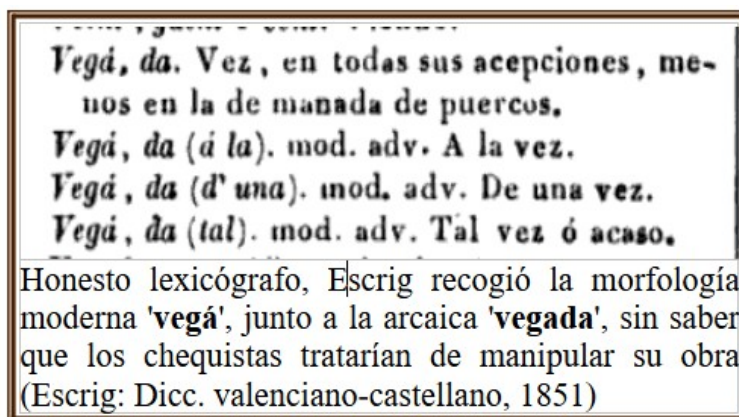 Vegá, da. Vez, en todas sus acepciones, me-
nos en la de manada de puercos.
Vegá, da (á la). mod. adv. A la vez.
Vegá, da (d' una). mod. adv. De una vez.
Vegá, da (tal). mod. adv. Tal vez ó acaso.
Honesto lexicógrafo, Escrig recogió la morfología
moderna 'vegá', junto a la arcaica 'vegada', sin saber
que los chequistas tratarían de manipular su obra
(Escrig: Dicc. valenciano-castellano, 1851)